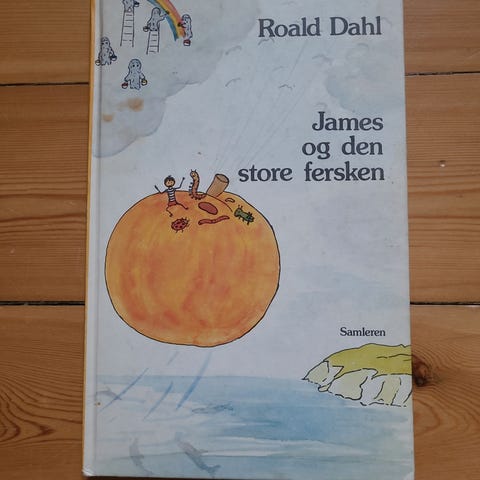 Roald Dahl
James
og den
store fersken
Samleren